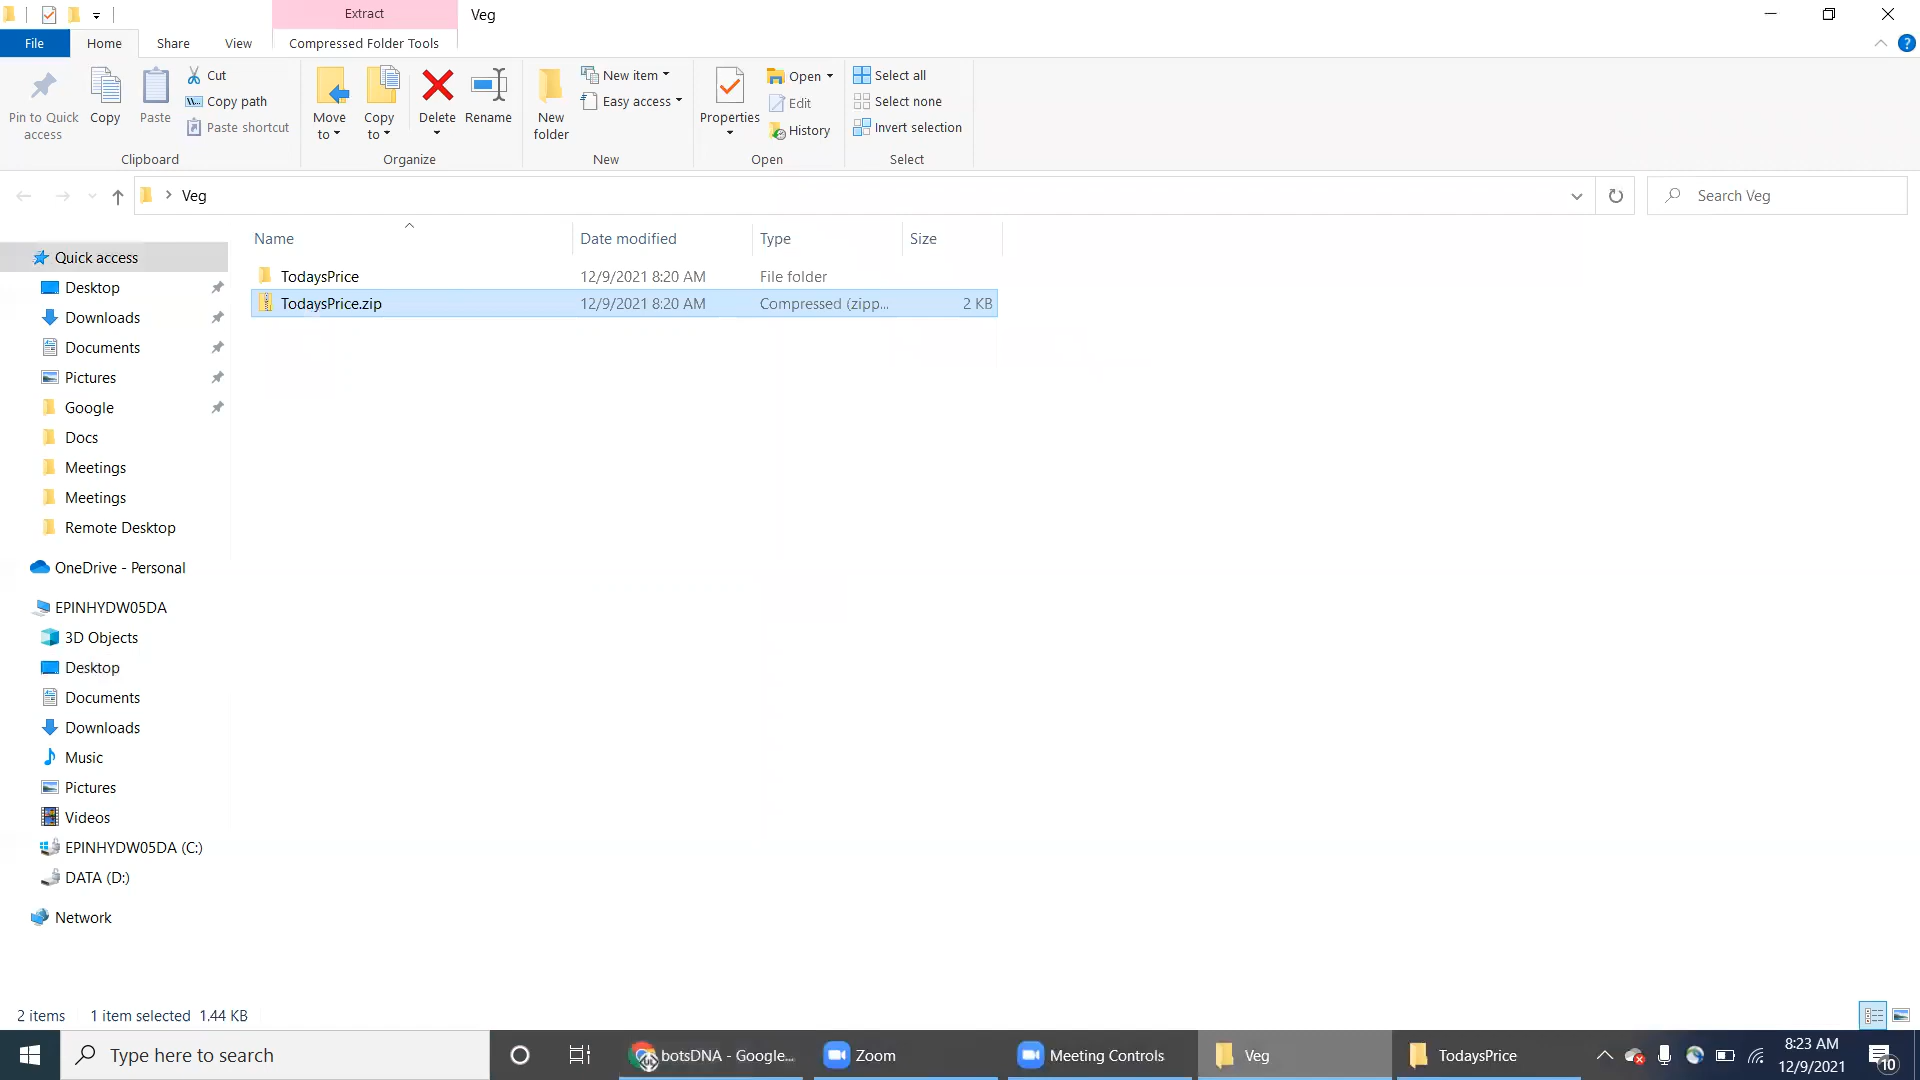 Extract
Veg
File
Home
Share
View
Compressed Folder Tools
Pin to Quick access
Copy
Paste
Cut
Copy path
Paste shortcut
Clipboard
Move to
Copy to
Delete
Rename
Organize
New folder
New item
Easy access
New
Properties
Open
Edit
History
Open
Select all
Select none
Invert selection
Select
Veg
Search Veg
Name
Date modified
Type
Size
TodaysPrice 12/9/2021 8:20 AM File folder
TodaysPrice.zip 12/9/2021 8:20 AM Compressed (zipp... 2 KB
Quick access
Desktop
Downloads
Documents
Pictures
Google
Docs
Meetings
Meetings
Remote Desktop
OneDrive - Personal
EPINHYDW05DA
3D Objects
Desktop
Documents
Downloads
Music
Pictures
Videos
EPINHYDW05DA (C:)
DATA (D:)
Network
2 items 1 item selected 1.44 KB
Type here to search
botsDNA - Google...
Zoom
Meeting Controls
Veg
TodaysPrice
8:23 AM
12/9/2021
10